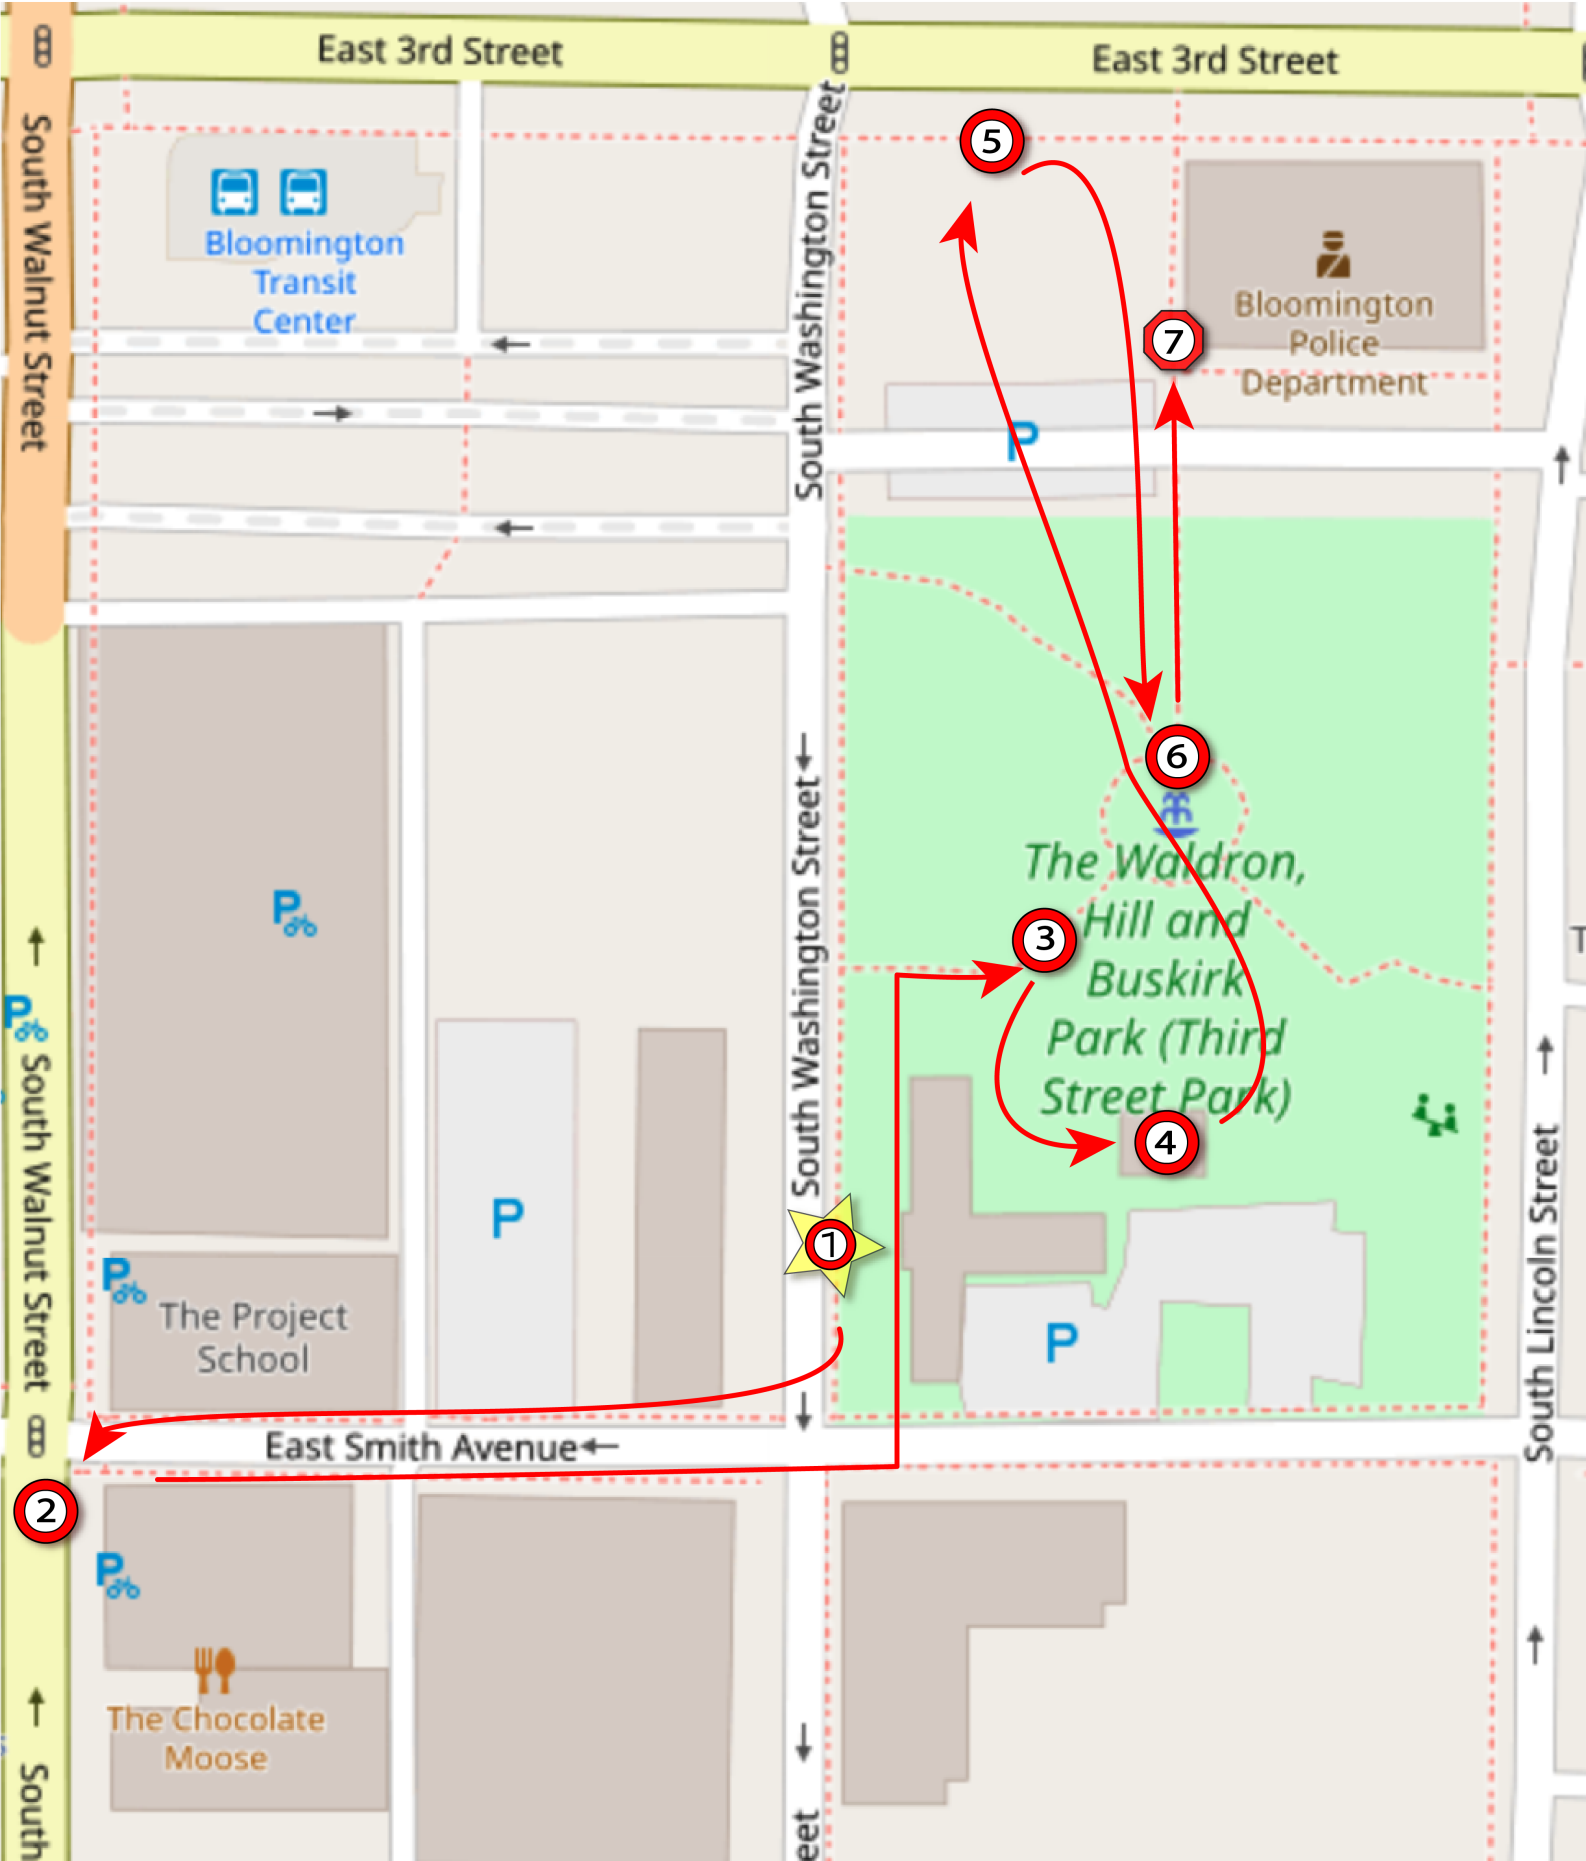 East 3rd Street
East 3rd Street
South Walnut Street
South Washington Street
5
Bloomington
Transit
Center
Bloomington
Police
Department
7
P
6
The Waldron,
Hill and
Buskirk
Park (Third
Street Park)
3
4
P
P
South Washington Street
1
P
P
P
South Walnut Street
The Project
School
P
South Lincoln Street
East Smith Avenue
2
P
The Chocolate
Moose
South
eet
T